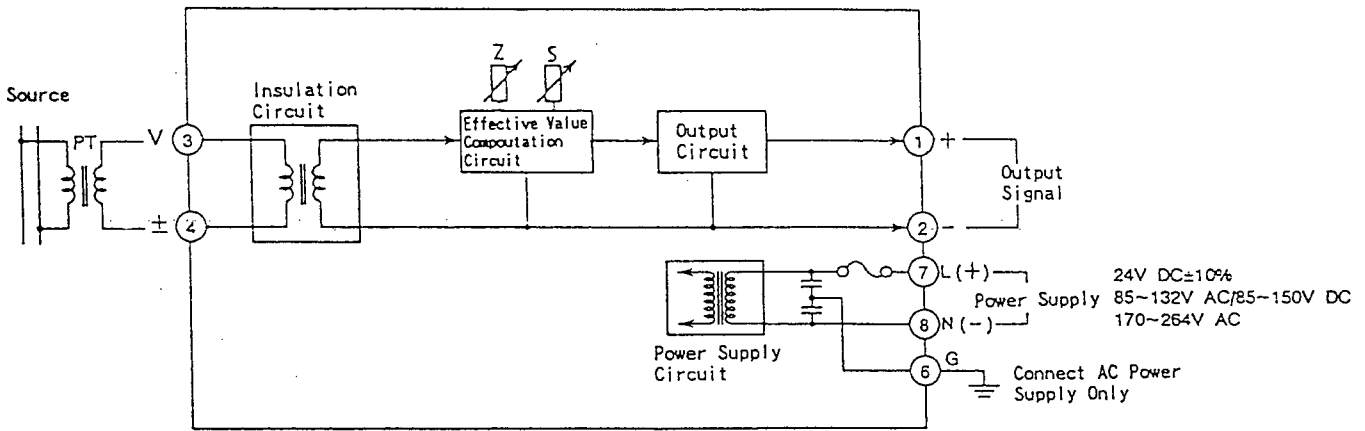 Source
PT
V
±
3
4
Insulation
Circuit
Z
S
Effective Value
Compoutation
Circuit
Output
Circuit
1
+
2
-
Output
Signal
7
L(+)
8
N(-)
6
G
Power Supply
24V DC±10%
85~132V AC/85~150V DC
170~264V AC
Power Supply
Circuit
Connect AC Power
Supply Only